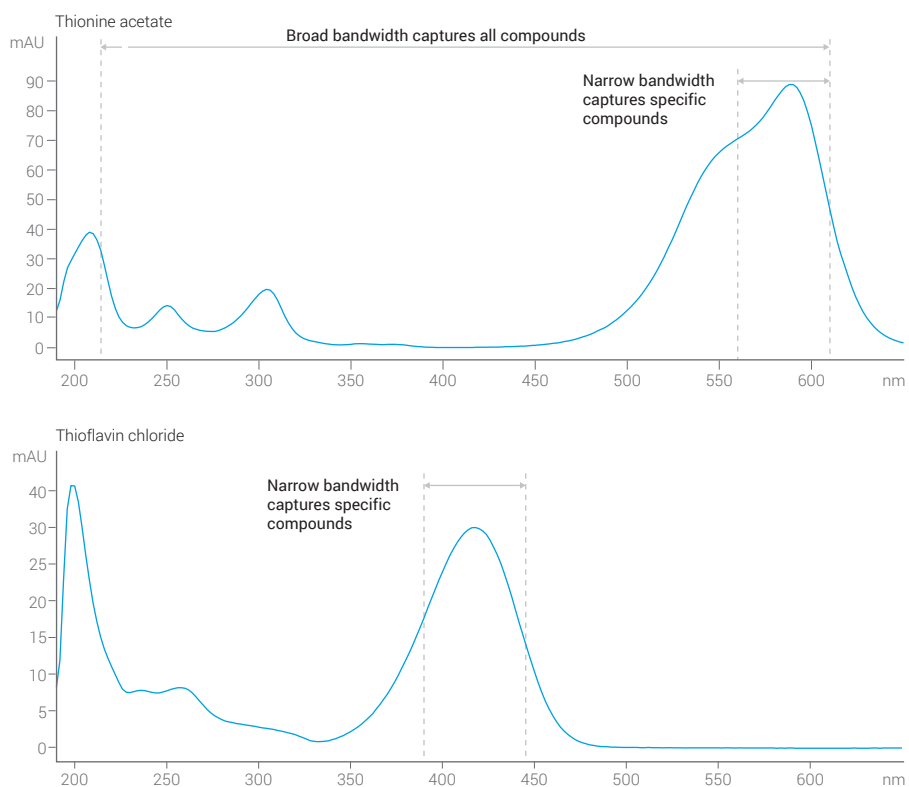 Thionine acetate
mAU
Broad bandwidth captures all compounds
Narrow bandwidth
captures specific
compounds
90
80
70
60
50
40
30
20
10
0
200 250 300 350 400 450 500 550 600 nm
Thioflavin chloride
mAU
Narrow bandwidth
captures specific
compounds
40
30
25
20
15
10
5
0
200 250 300 350 400 450 500 550 600 nm